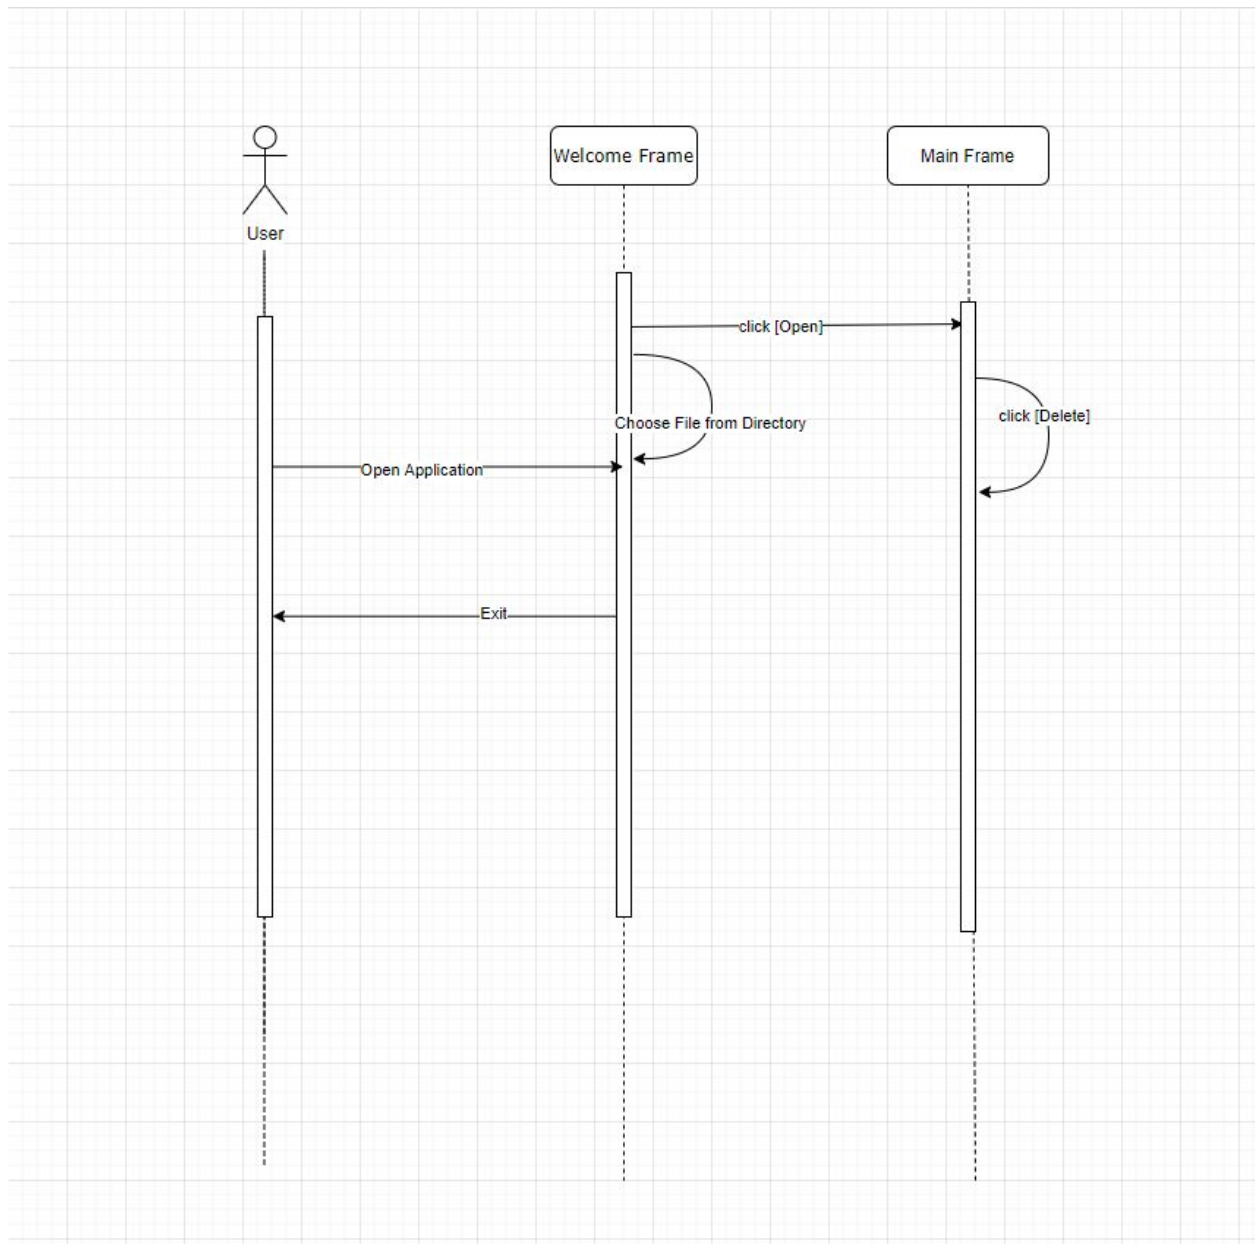 Welcome Frame
Main Frame
User
click [Open]
click [Delete]
Choose File from Directory
Open Application
Exit